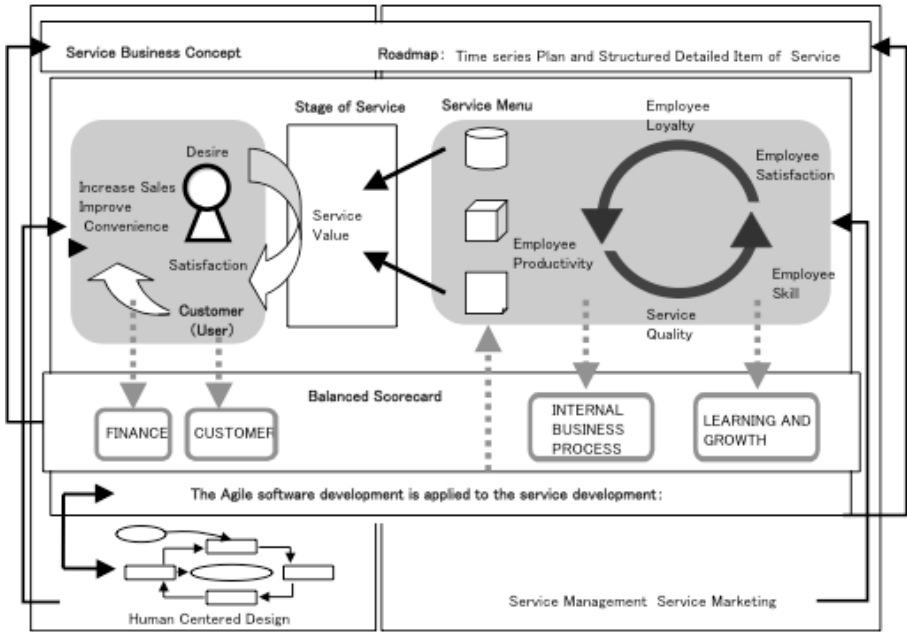 Service Business Concept
Roadmap: Time series Plan and Structured Detailed Item of Service
Stage of Service
Service Menu
Employee
Loyalty
Desire
Employee
Satisfaction
Increase Sales
Improve
Convenience
Service
Value
Employee
Productivity
Satisfaction
Employee
Skill
Customer
(User)
Service
Quality
Balanced Scorecard
FINANCE
CUSTOMER
INTERNAL
BUSINESS
PROCESS
LEARNING AND
GROWTH
The Agile software development is applied to the service development:
Human Centered Design
Service Management Service Marketing